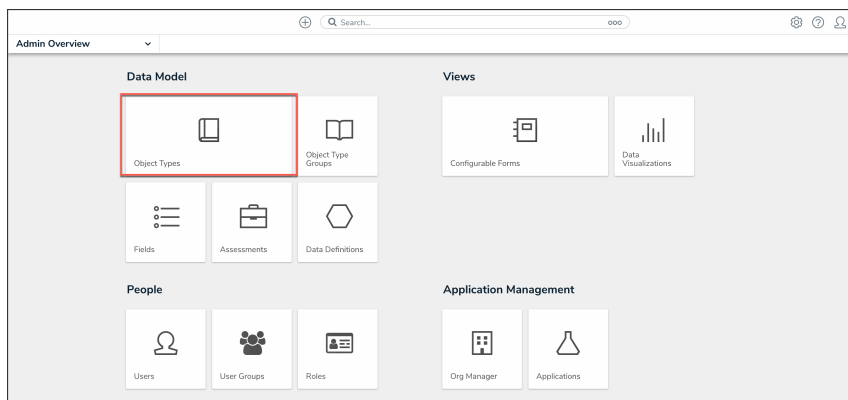 Search...
Admin Overview
Data Model
Object Types
Object Type
Groups
Fields
Assessments
Data Definitions
Views
Configurable Forms
Data
Visualizations
People
Users
User Groups
Roles
Application Management
Org Manager
Applications